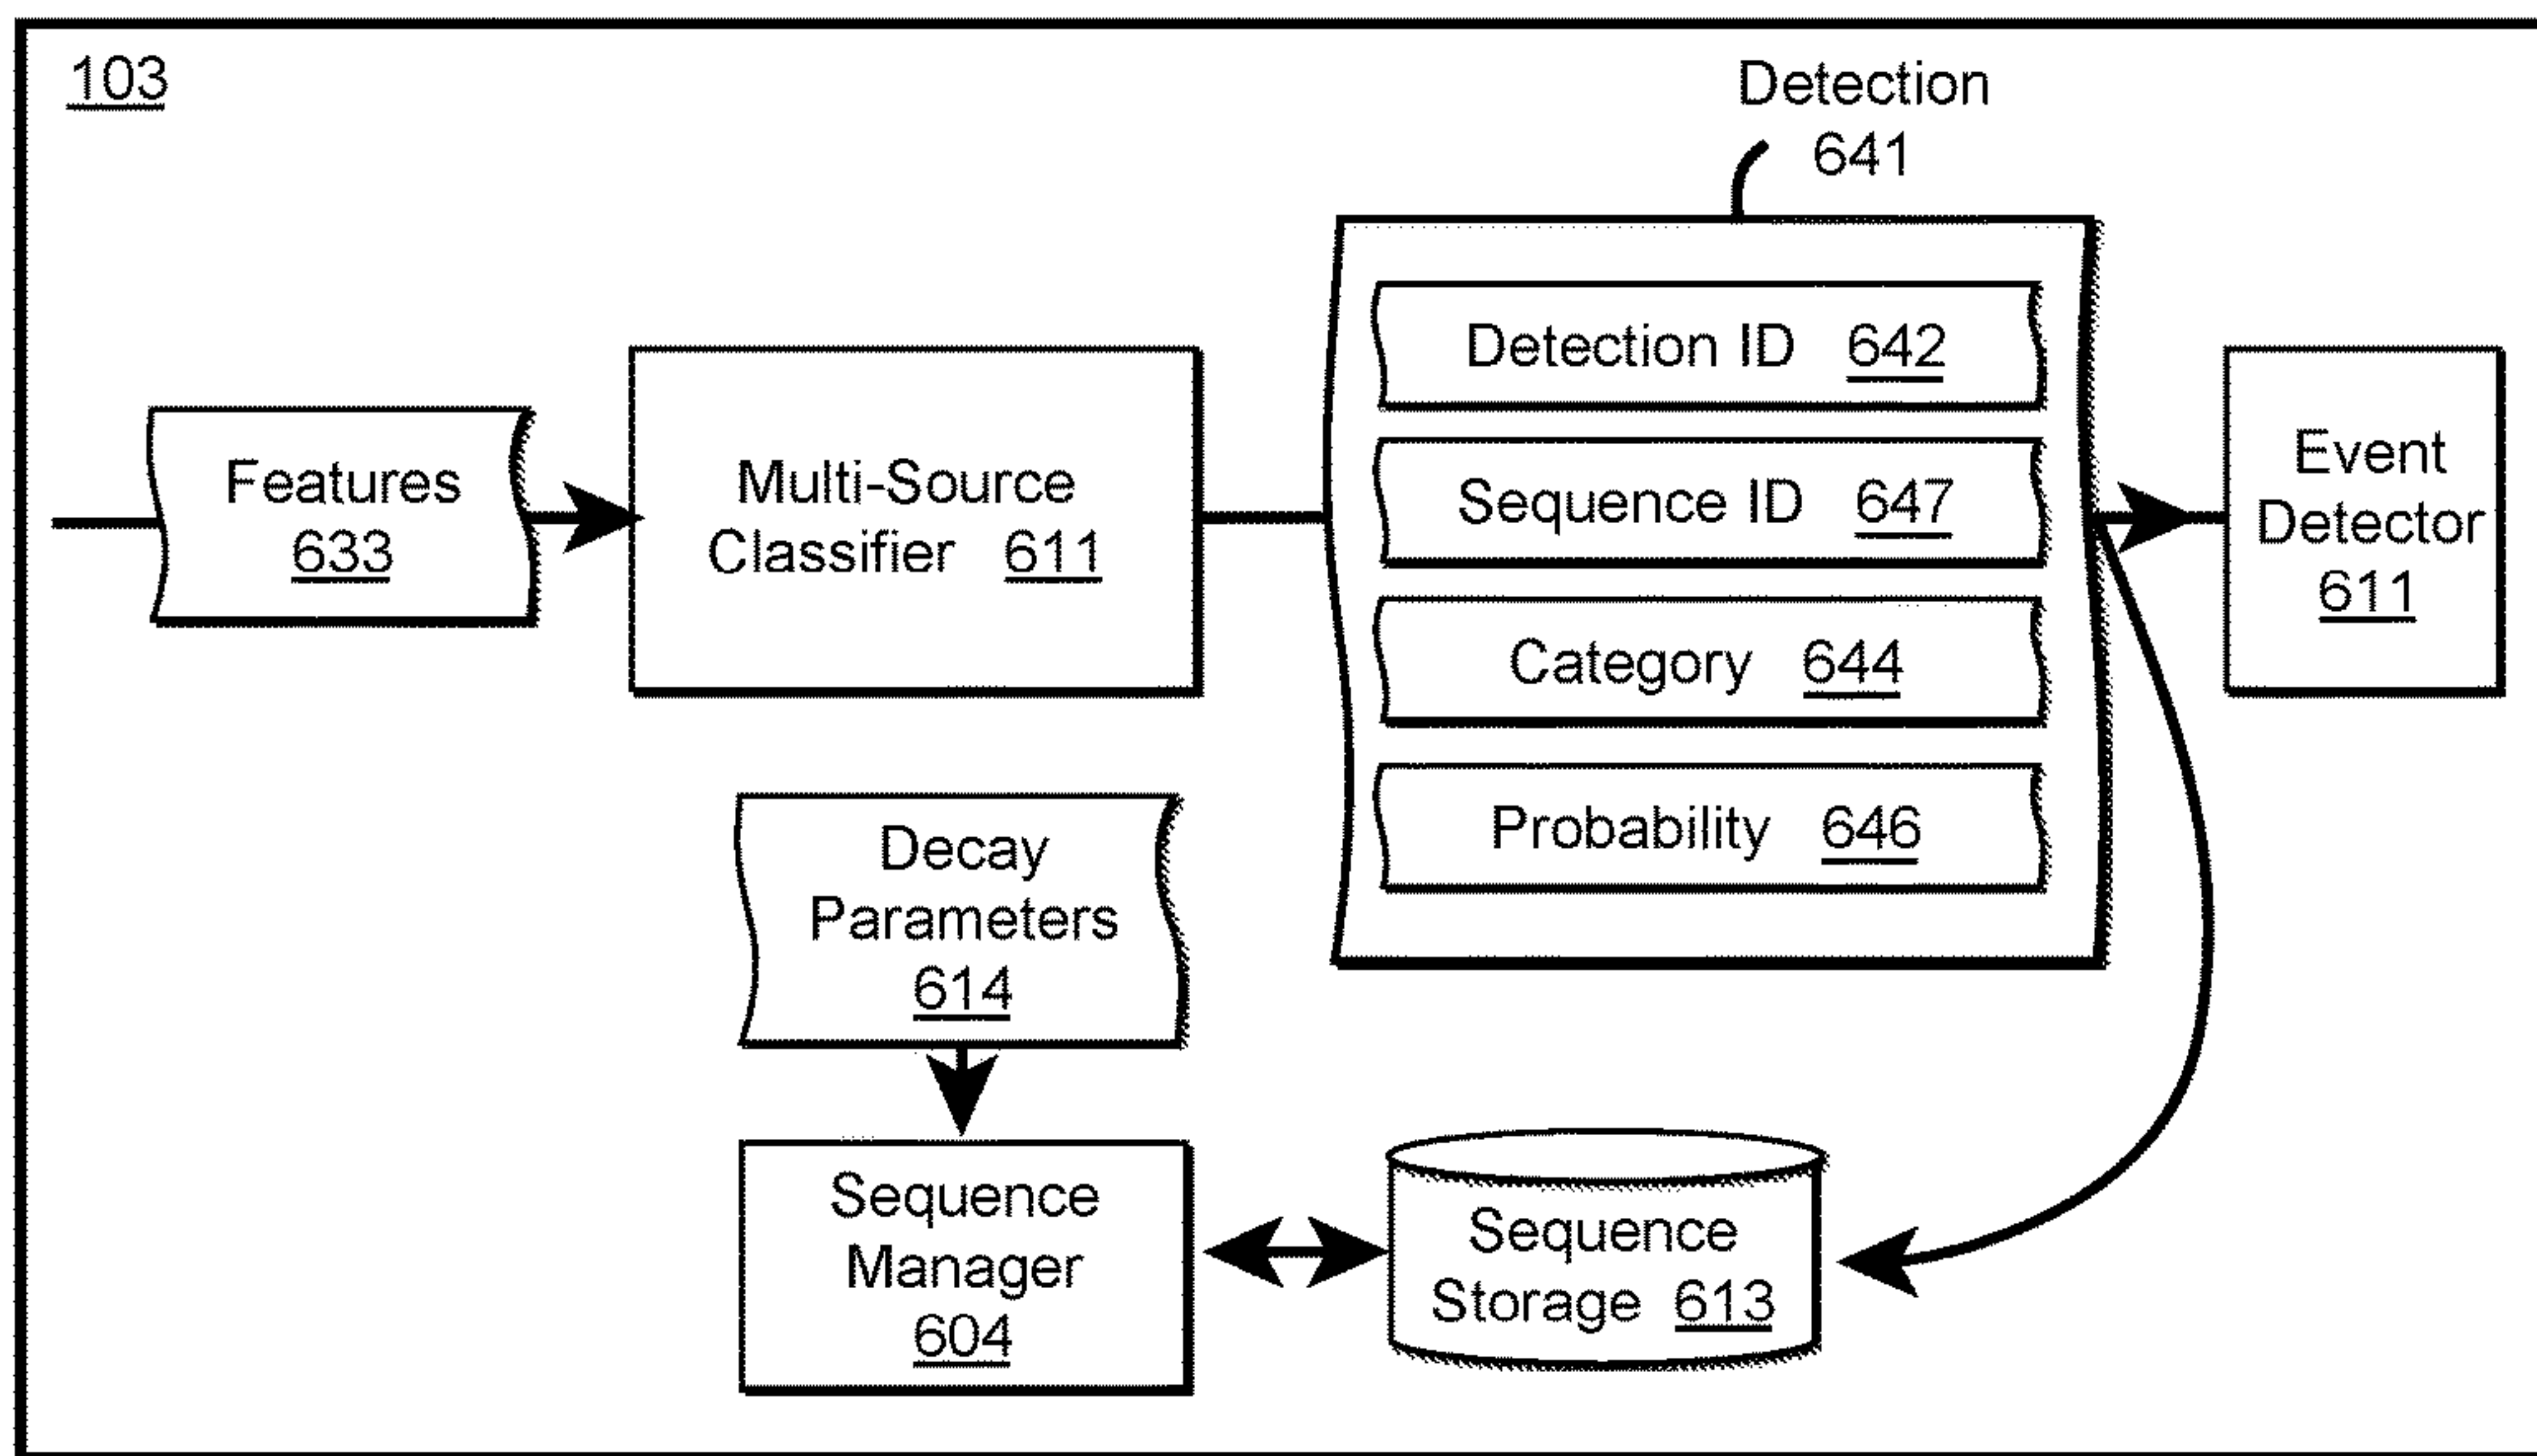 103
Detection
641
Features
633
Multi-Source
Classifier 611
Detection ID 642
Sequence ID 647
Category 644
Probability 646
Event
Detector
611
Decay
Parameters
614
Sequence
Manager
604
Sequence
Storage 613